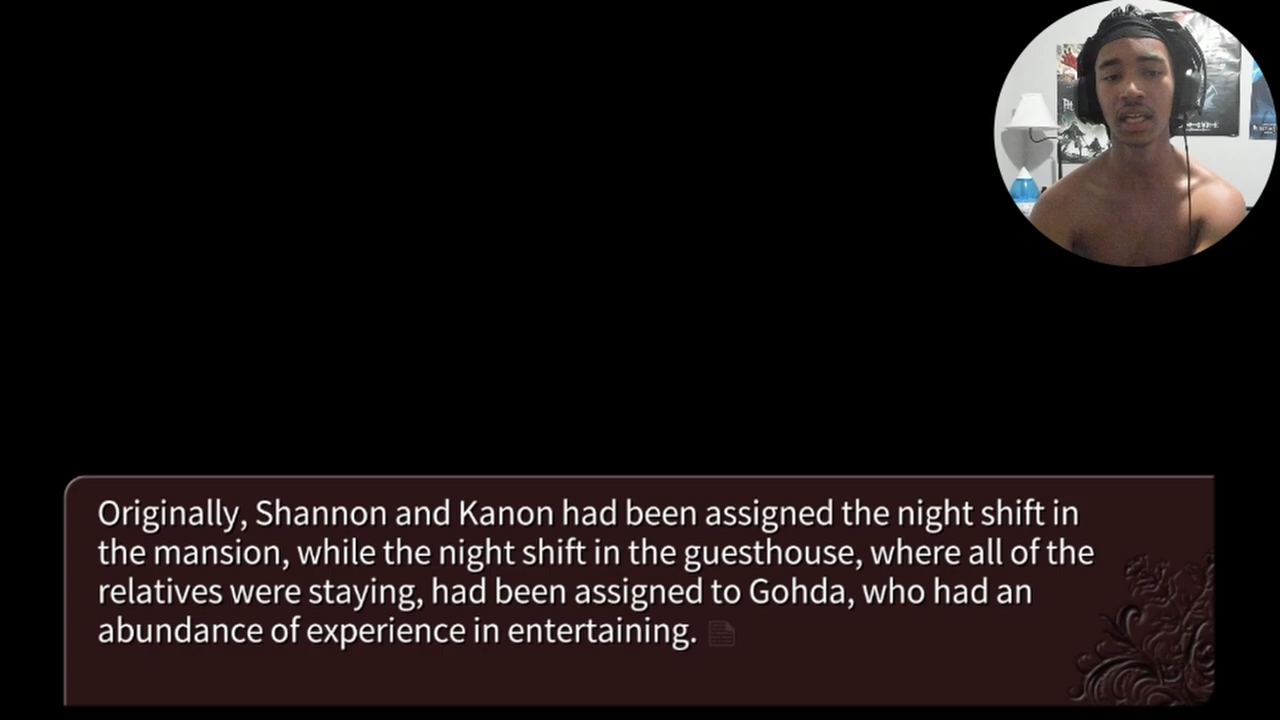 Originally, Shannon and Kanon had been assigned the night shift in
the mansion, while the night shift in the guesthouse, where all of the
relatives were staying, had been assigned to Gohda, who had an
abundance of experience in entertaining.